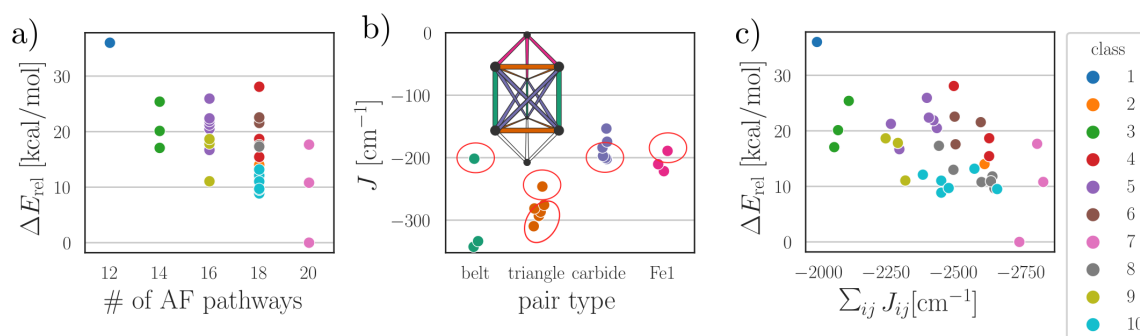 a)
ΔE_rel [kcal/mol]
30
20
10
0
12 14 16 18 20
# of AF pathways
b)
J [cm⁻¹]
0
−100
−200
−300
belt triangle carbide Fe1
pair type
c)
ΔE_rel [kcal/mol]
30
20
10
0
−2000 −2250 −2500 −2750
∑_ij J_ij [cm⁻¹]
class
1
2
3
4
5
6
7
8
9
10